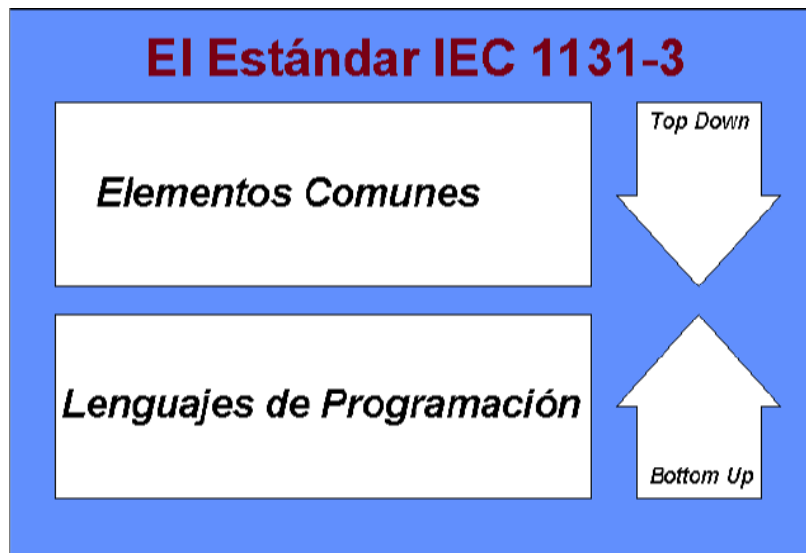 El Estándar IEC 1131-3
Elementos Comunes
Top Down
Lenguajes de Programación
Bottom Up